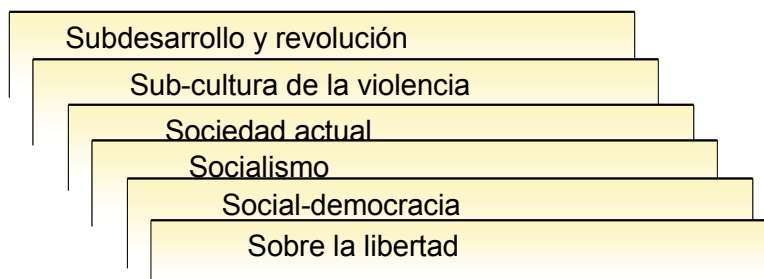 Subdesarrollo y revolución
Sub-cultura de la violencia
Sociedad actual
Socialismo
Social-democracia
Sobre la libertad